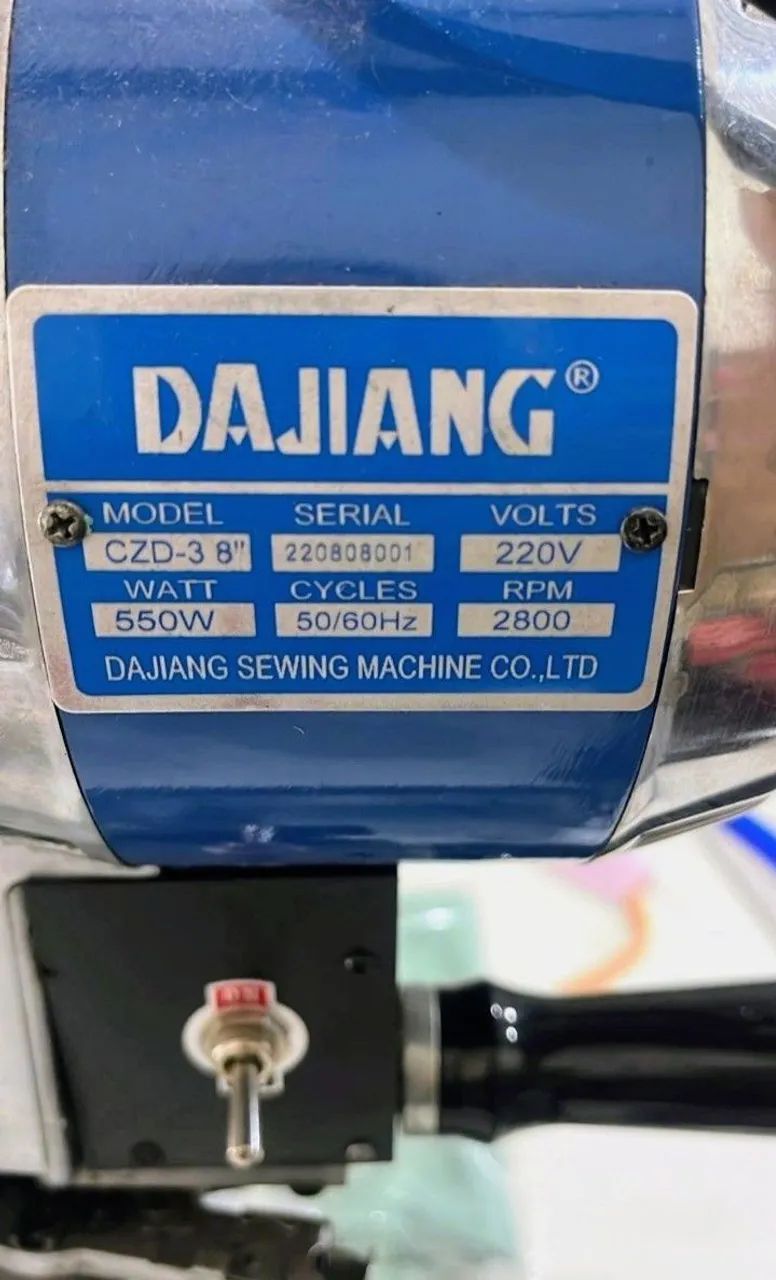 DAJIANG®
MODEL SERIAL VOLTS
CZD-3 8" 220808001 220V
WATT CYCLES RPM
550W 50/60Hz 2800
DAJIANG SEWING MACHINE CO.,LTD